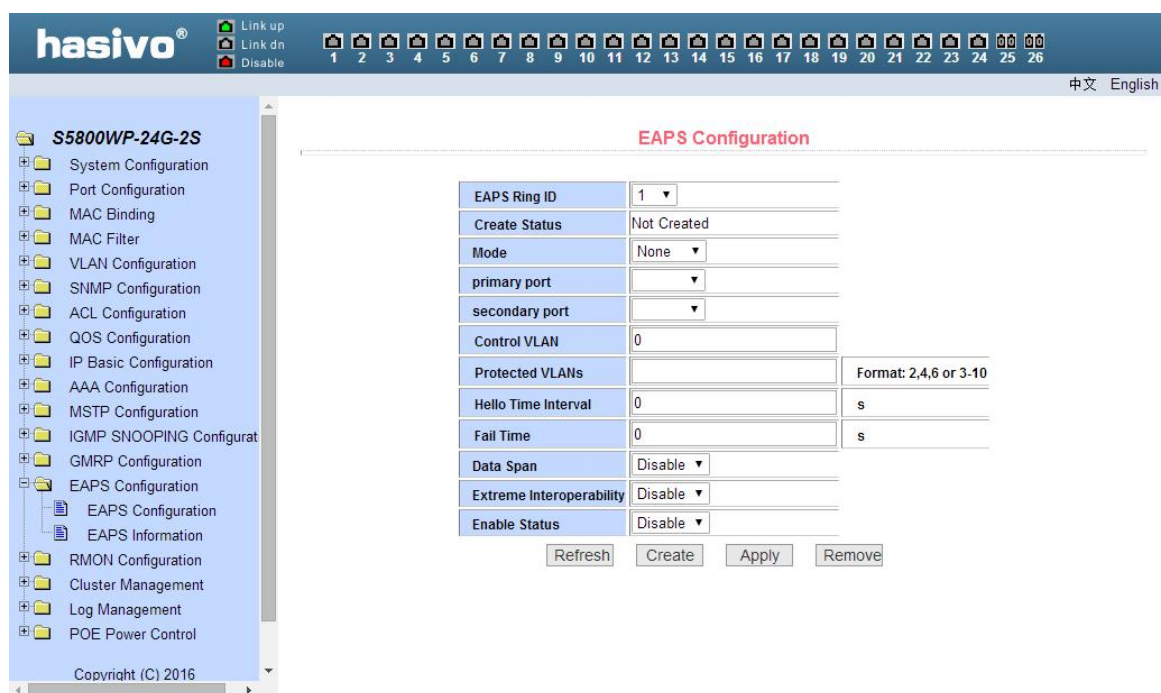 hasivo®
Link up
Link dn
Disable
1 2 3 4 5 6 7 8 9 10 11 12 13 14 15 16 17 18 19 20 21 22 23 24 25 26
中文 English
S5800WP-24G-2S
System Configuration
Port Configuration
MAC Binding
MAC Filter
VLAN Configuration
SNMP Configuration
ACL Configuration
QOS Configuration
IP Basic Configuration
AAA Configuration
MSTP Configuration
IGMP SNOOPING Configurat
GMRP Configuration
EAPS Configuration
EAPS Configuration
EAPS Information
RMON Configuration
Cluster Management
Log Management
POE Power Control
Copyright (C) 2016
EAPS Configuration
EAPS Ring ID 1
Create Status Not Created
Mode None
primary port
secondary port
Control VLAN 0
Protected VLANs Format: 2,4,6 or 3-10
Hello Time Interval 0 s
Fail Time 0 s
Data Span Disable
Extreme Interoperability Disable
Enable Status Disable
Refresh Create Apply Remove